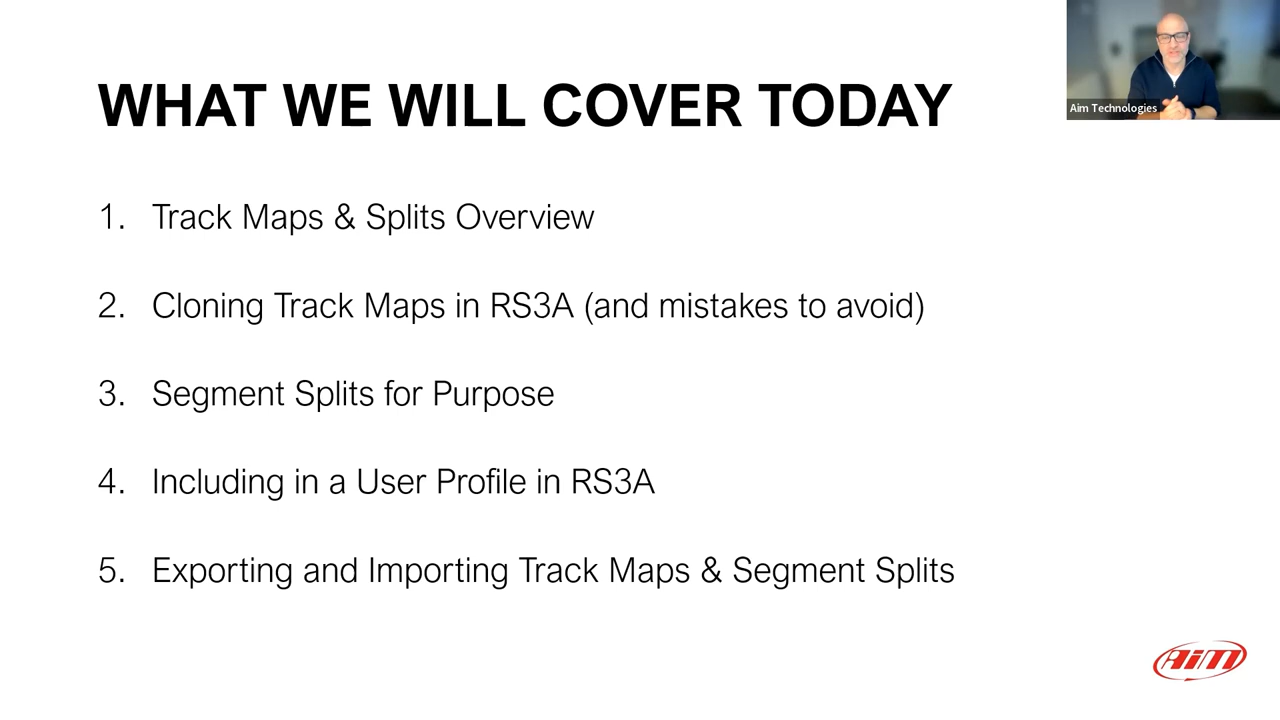 WHAT WE WILL COVER TODAY
Aim Technologies
1. Track Maps & Splits Overview
2. Cloning Track Maps in RS3A (and mistakes to avoid)
3. Segment Splits for Purpose
4. Including in a User Profile in RS3A
5. Exporting and Importing Track Maps & Segment Splits
AiM